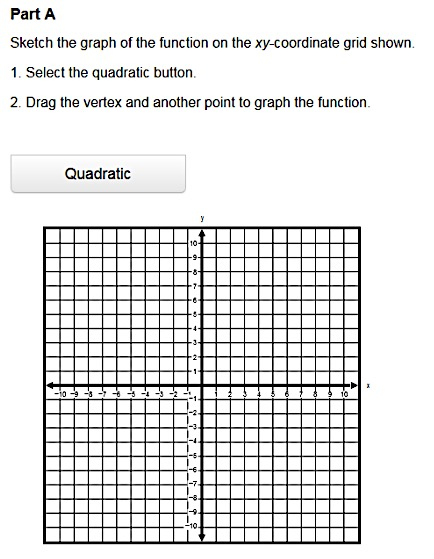 Part A
Sketch the graph of the function on the xy-coordinate grid shown.
1. Select the quadratic button.
2. Drag the vertex and another point to graph the function.
Quadratic
y
10
9
8
7
6
5
4
3
2
1
-10 -9 -8 -7 -6 -5 -4 -3 -2 -1 1 2 3 4 5 6 7 8 9 10 x
-1
-2
-3
-4
-5
-6
-7
-8
-9
-10